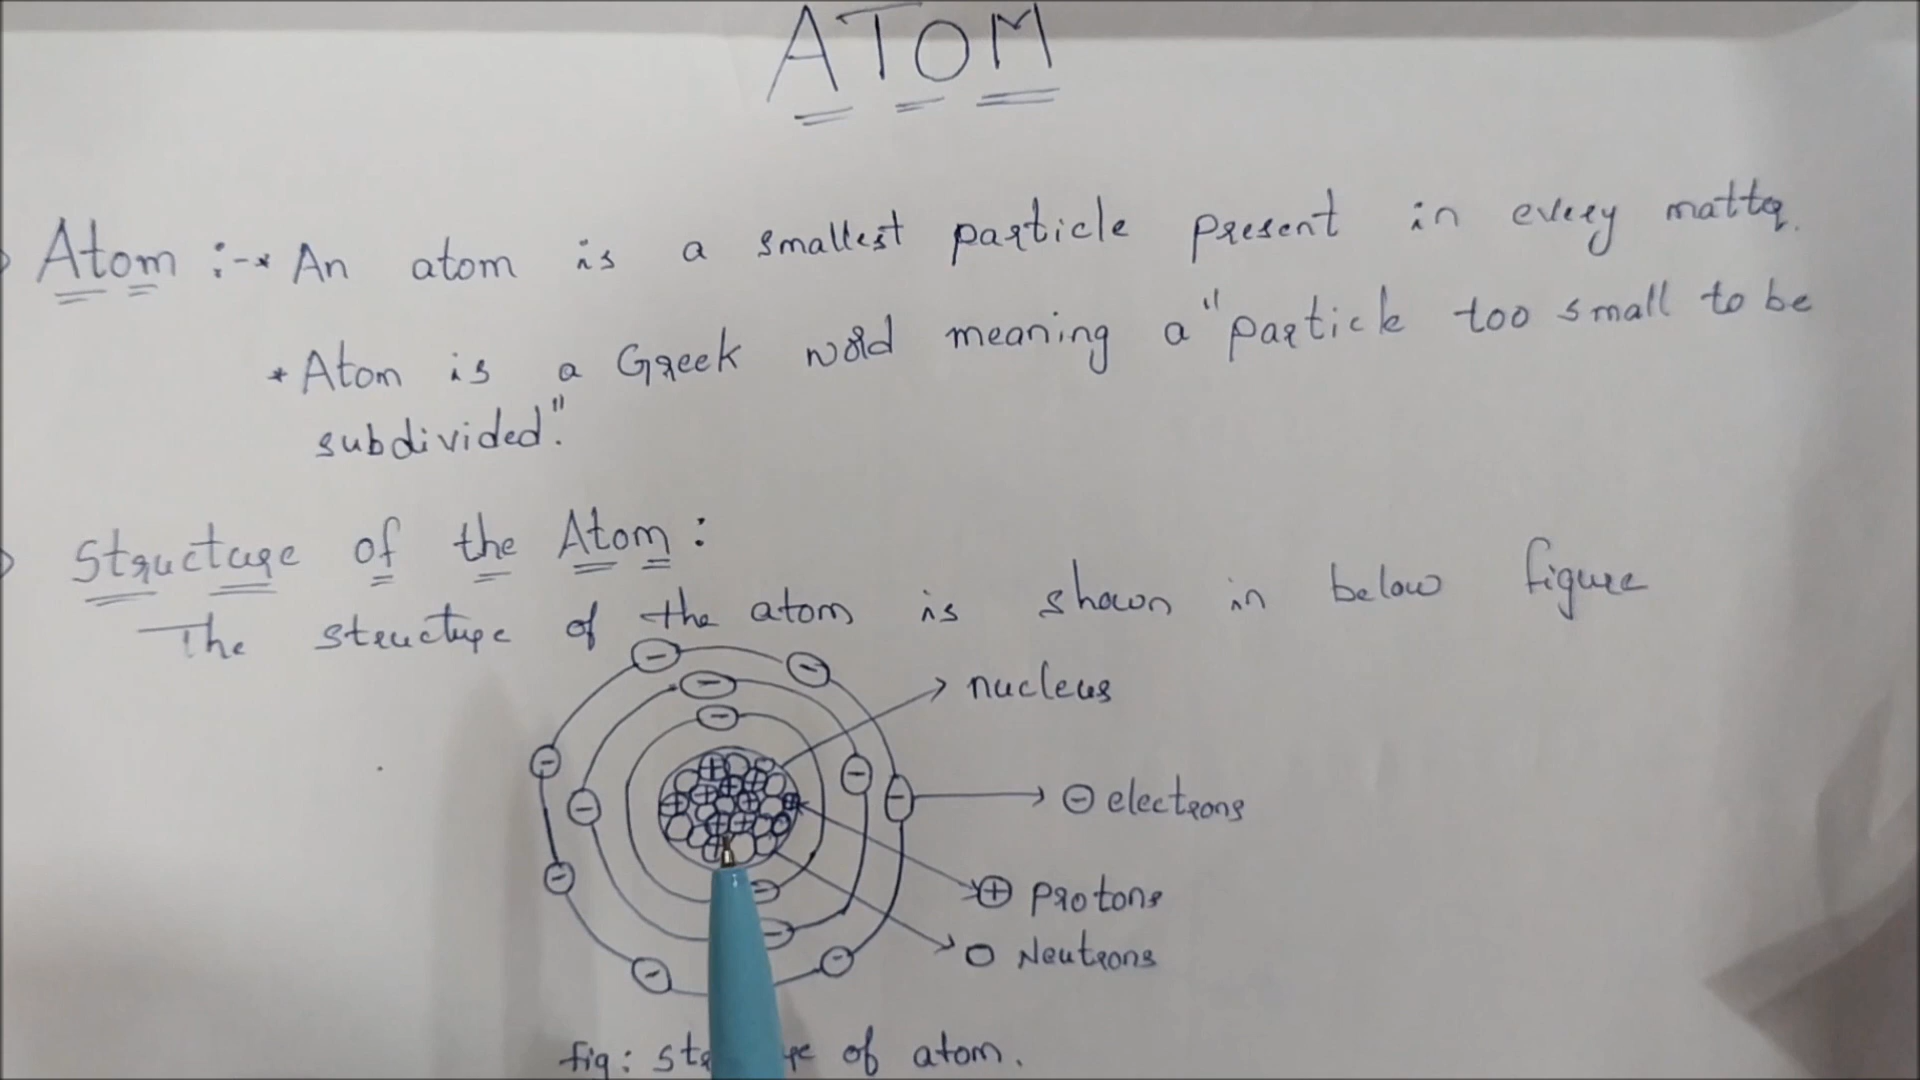 ATOM
Atom :- * An atom is a smallest particle present in every matter.
* Atom is a Greek word meaning a "particle too small to be
subdivided."
Structure of the Atom :
The structure of the atom is shown in below figure
nucleus
⊖ electrons
⊕ Protons
O Neutrons
fig: of atom.